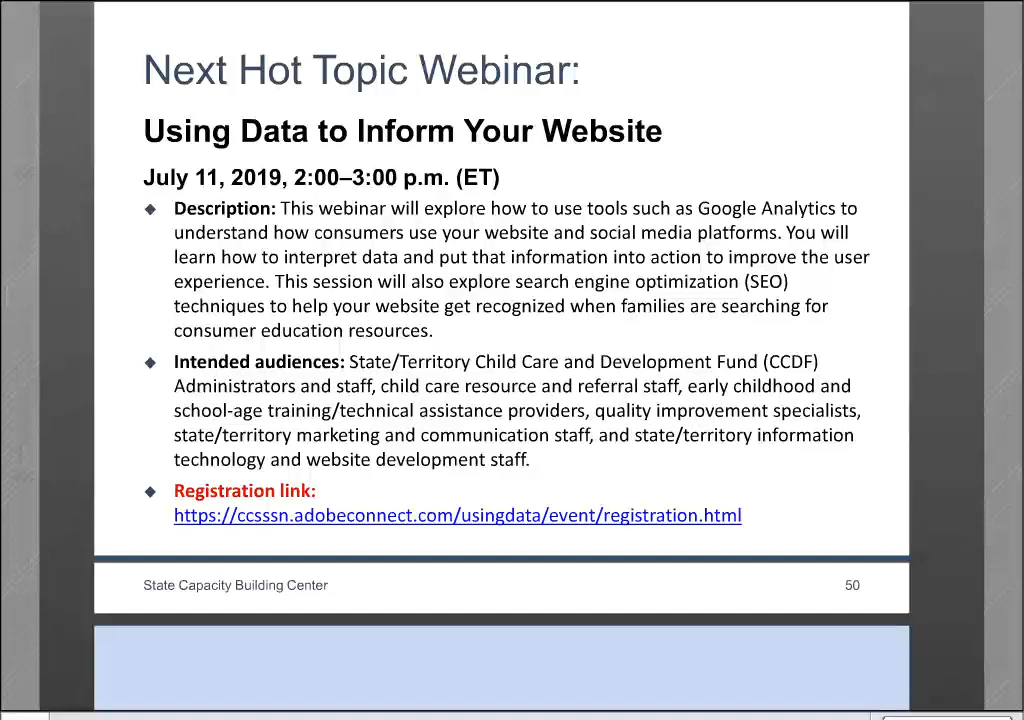 Next Hot Topic Webinar:
Using Data to Inform Your Website
July 11, 2019, 2:00–3:00 p.m. (ET)
◆ Description: This webinar will explore how to use tools such as Google Analytics to
understand how consumers use your website and social media platforms. You will
learn how to interpret data and put that information into action to improve the user
experience. This session will also explore search engine optimization (SEO)
techniques to help your website get recognized when families are searching for
consumer education resources.
◆ Intended audiences: State/Territory Child Care and Development Fund (CCDF)
Administrators and staff, child care resource and referral staff, early childhood and
school-age training/technical assistance providers, quality improvement specialists,
state/territory marketing and communication staff, and state/territory information
technology and website development staff.
◆ Registration link:
https://ccsssn.adobeconnect.com/usingdata/event/registration.html
State Capacity Building Center 50